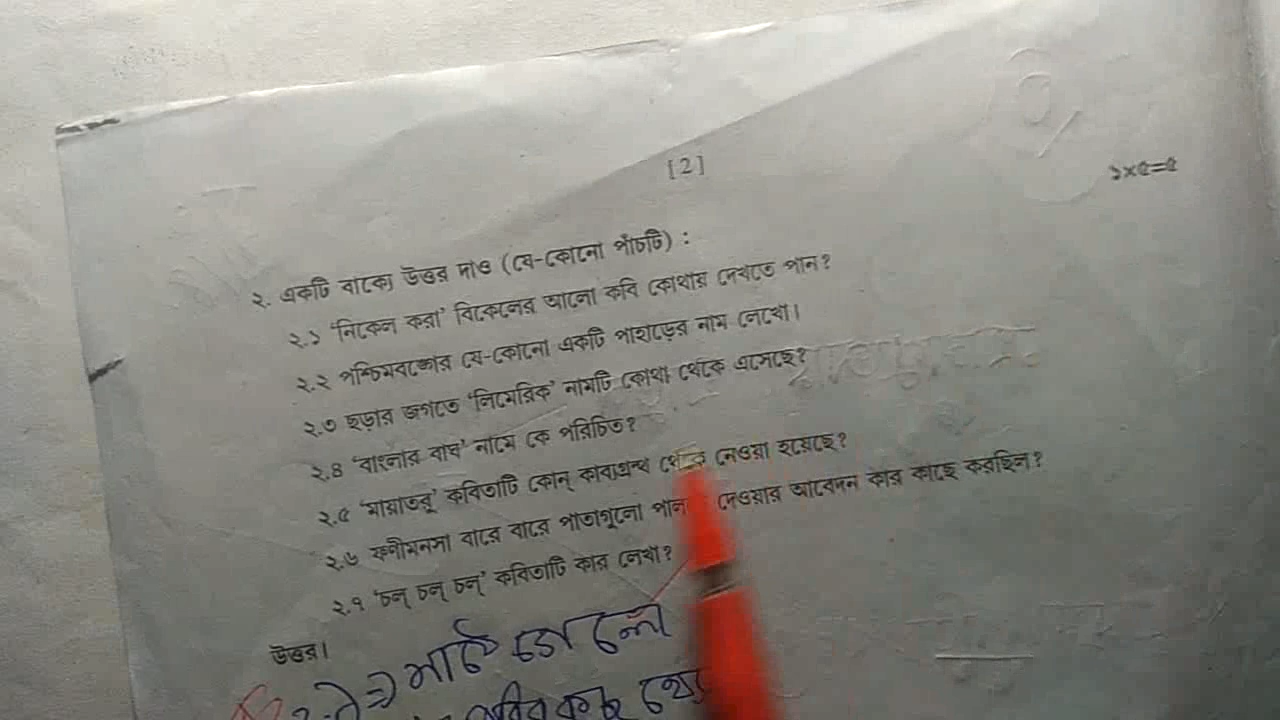 [2]
১×৫=৫
২. একটি বাক্যে উত্তর দাও (যে-কোনো পাঁচটি) :
২.১ 'নিকেল করা' বিকেলের আলো কবি কোথায় দেখতে পান?
২.২ পশ্চিমবঙ্গের যে-কোনো একটি পাহাড়ের নাম লেখো।
২.৩ ছড়ার জগতে 'লিমেরিক' নামটি কোথা থেকে এসেছে?
২.৪ 'বাংলার বাঘ' নামে কে পরিচিত?
২.৫ 'মায়াতরু' কবিতাটি কোন্ কাব্যগ্রন্থ নেওয়া হয়েছে?
২.৬ ফণীমনসা বারে বারে পাতাগুলো দেওয়ার আবেদন কার কাছে করছিল?
২.৭ 'চল্ চল্ চল্' কবিতাটি কার লেখা?
উত্তর।